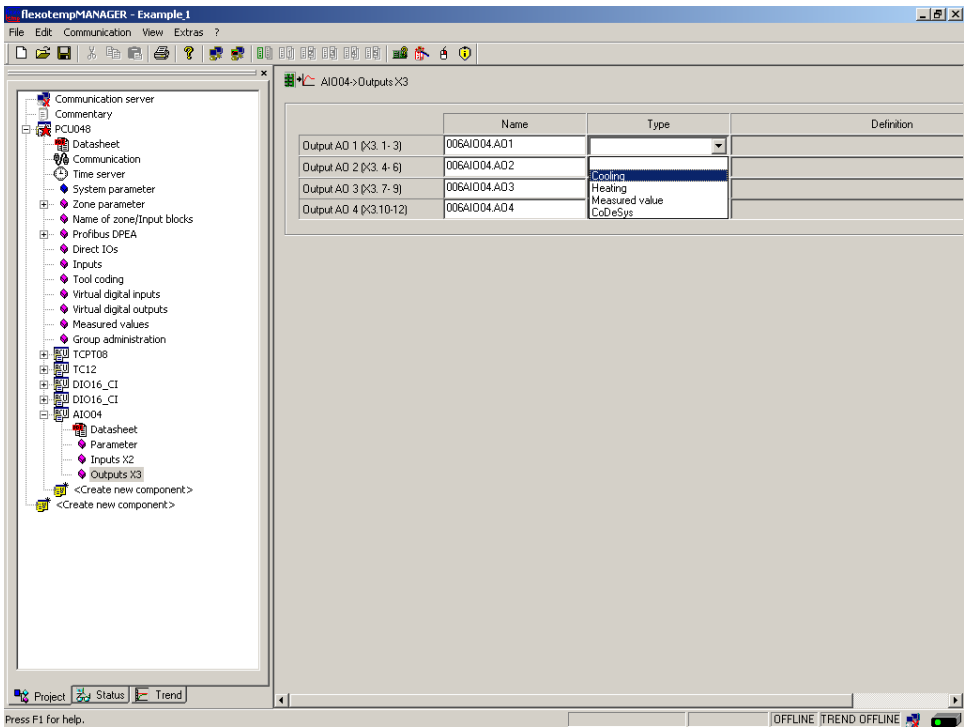 flexotempMANAGER - Example_1
File Edit Communication View Extras ?
AIO04->Outputs X3
Communication server
Commentary
PCU048
Datasheet
Communication
Time server
System parameter
Zone parameter
Name of zone/Input blocks
Profibus DPEA
Direct IOs
Inputs
Tool coding
Virtual digital inputs
Virtual digital outputs
Measured values
Group administration
TCPT08
TC12
DIO16_CI
DIO16_CI
AIO04
Datasheet
Parameter
Inputs X2
Outputs X3
<Create new component>
<Create new component>
Name Type Definition
Output AO 1 (X3. 1- 3) 006AIO04.AO1
Output AO 2 (X3. 4- 6) 006AIO04.AO2
Output AO 3 (X3. 7- 9) 006AIO04.AO3
Output AO 4 (X3.10-12) 006AIO04.AO4
Cooling
Heating
Measured value
CoDeSys
Project Status Trend
Press F1 for help.
OFFLINE TREND OFFLINE